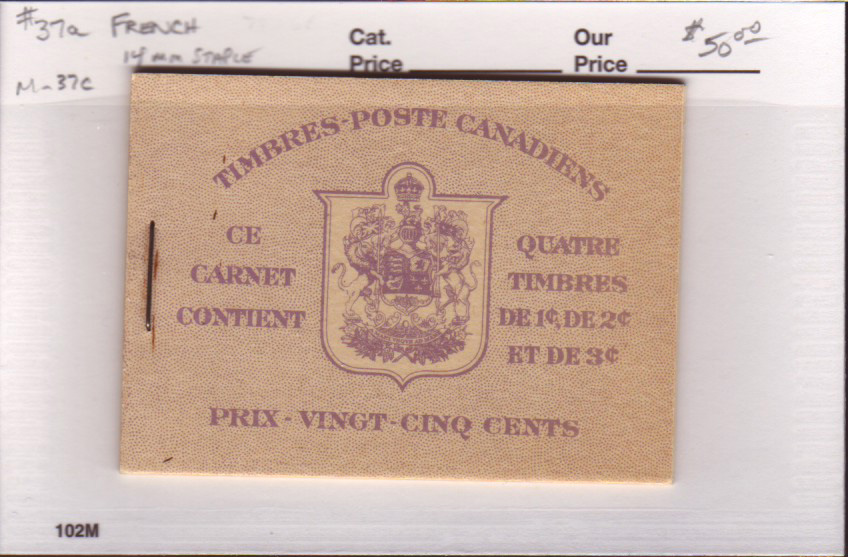 #37a FRENCH
14 mm STAPLE
M-37c
Cat.
Price
Our
Price
$50.00
TIMBRES-POSTE CANADIENS
CE
CARNET
CONTIENT
QUATRE
TIMBRES
DE 1¢, DE 2¢
ET DE 3¢
PRIX - VINGT-CINQ CENTS
102M